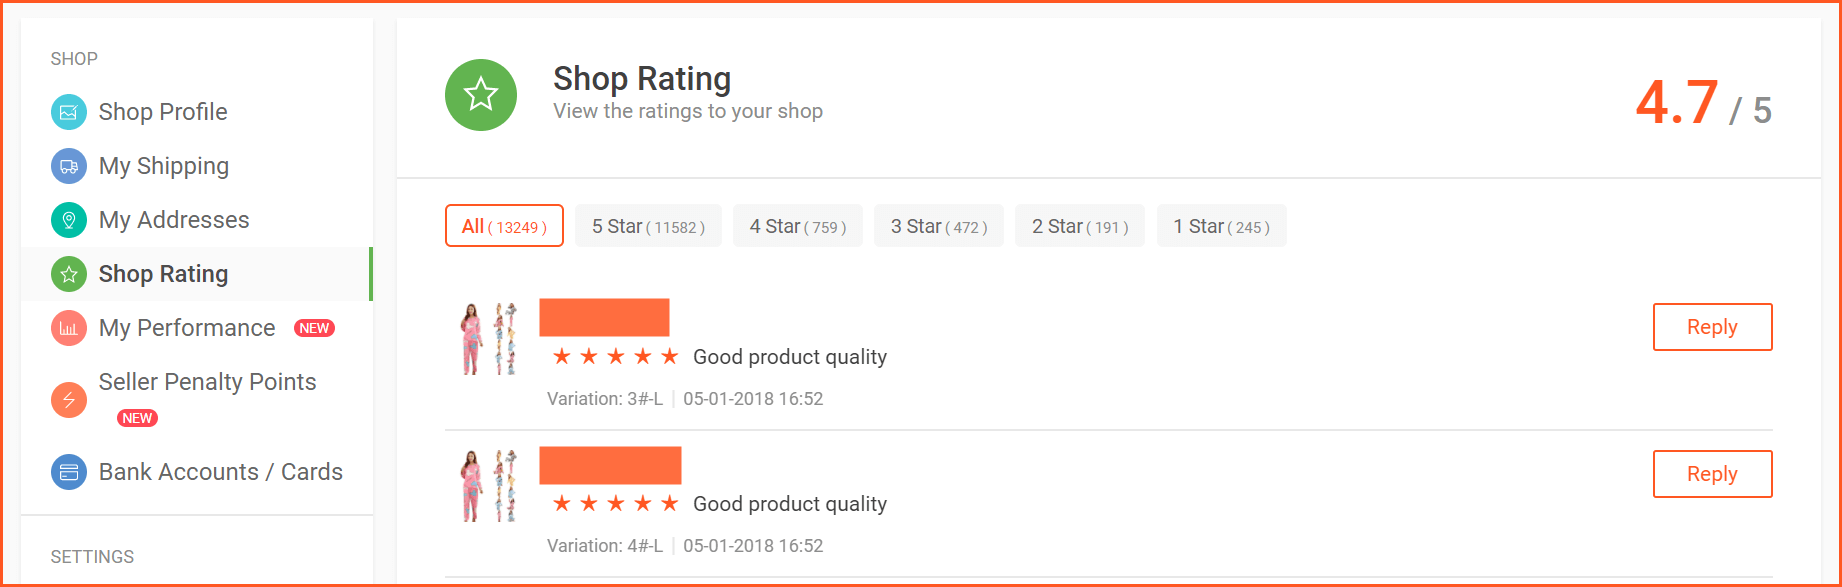 SHOP
Shop Profile
My Shipping
My Addresses
Shop Rating
My Performance NEW
Seller Penalty Points
NEW
Bank Accounts / Cards
SETTINGS
Shop Rating
View the ratings to your shop
4.7 / 5
All ( 13249 ) 5 Star ( 11582 ) 4 Star ( 759 ) 3 Star ( 472 ) 2 Star ( 191 ) 1 Star ( 245 )
Good product quality
Variation: 3#-L | 05-01-2018 16:52
Reply
Good product quality
Variation: 4#-L | 05-01-2018 16:52
Reply